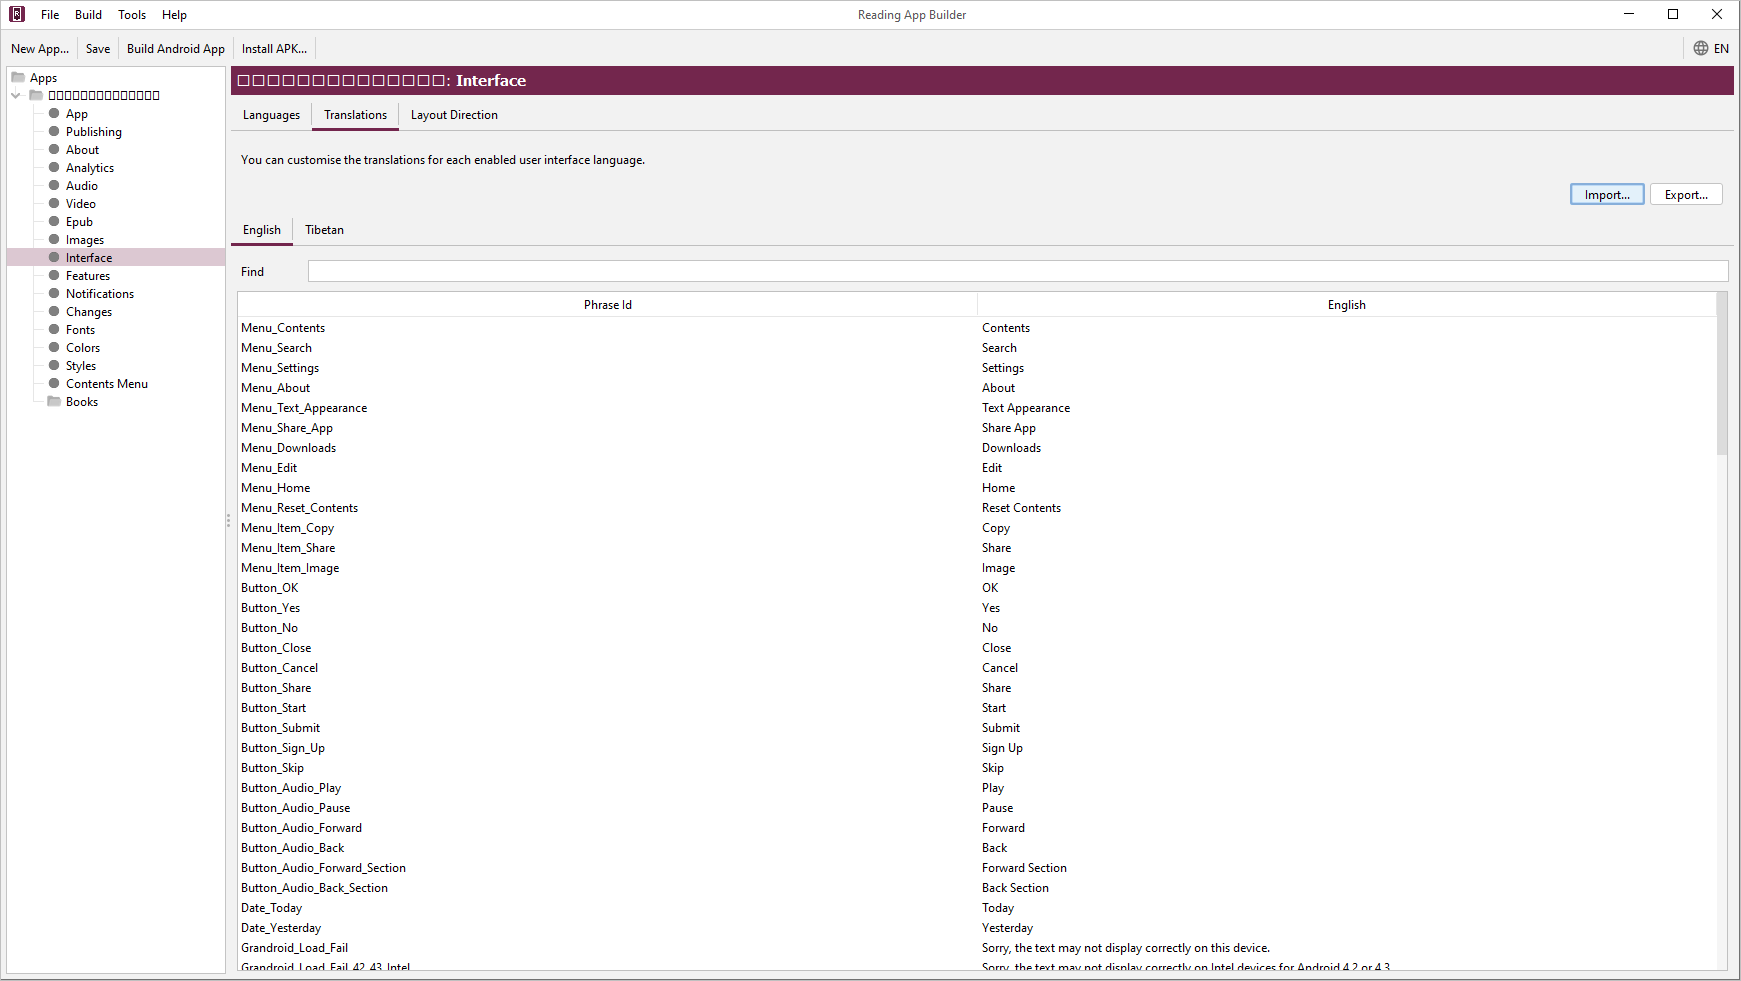 File Build Tools Help Reading App Builder
New App... Save Build Android App Install APK... EN
Apps
App
Publishing
About
Analytics
Audio
Video
Epub
Images
Interface
Features
Notifications
Changes
Fonts
Colors
Styles
Contents Menu
Books
: Interface
Languages Translations Layout Direction
You can customise the translations for each enabled user interface language.
Import... Export...
English Tibetan
Find
Phrase Id English
Menu_Contents Contents
Menu_Search Search
Menu_Settings Settings
Menu_About About
Menu_Text_Appearance Text Appearance
Menu_Share_App Share App
Menu_Downloads Downloads
Menu_Edit Edit
Menu_Home Home
Menu_Reset_Contents Reset Contents
Menu_Item_Copy Copy
Menu_Item_Share Share
Menu_Item_Image Image
Button_OK OK
Button_Yes Yes
Button_No No
Button_Close Close
Button_Cancel Cancel
Button_Share Share
Button_Start Start
Button_Submit Submit
Button_Sign_Up Sign Up
Button_Skip Skip
Button_Audio_Play Play
Button_Audio_Pause Pause
Button_Audio_Forward Forward
Button_Audio_Back Back
Button_Audio_Forward_Section Forward Section
Button_Audio_Back_Section Back Section
Date_Today Today
Date_Yesterday Yesterday
Grandroid_Load_Fail Sorry, the text may not display correctly on this device.
Grandroid_Load_Fail_42_43_Intel Sorry, the text may not display correctly on Intel devices for Android 4.2 or 4.3